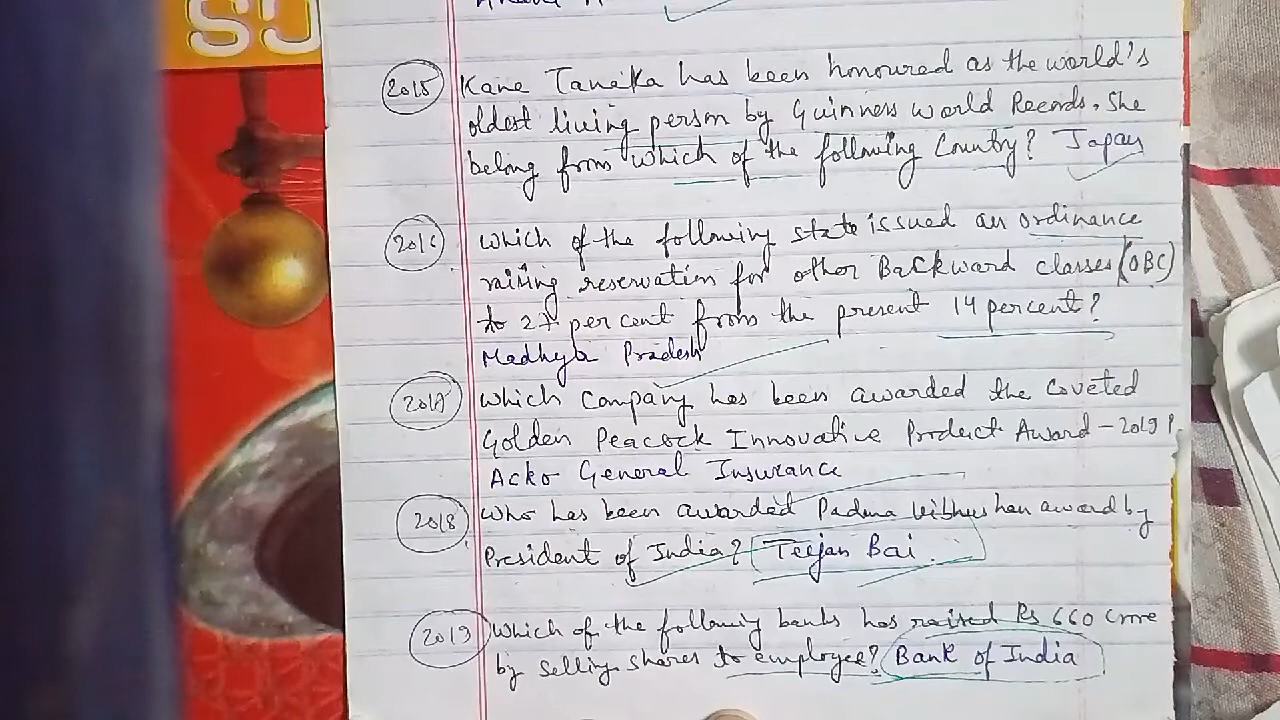 SU
2015 Kane Tanaka has been honoured as the world's
oldest living person by Guinness World Records. She
belong from which of the following Country? Japan
2016 Which of the following state issued an ordinance
raising reservation for other Backward classes (OBC)
to 27 per cent from the present 14 percent?
Madhya Pradesh
2017 Which Company has been awarded the coveted
Golden Peacock Innovative Product Award - 2019?
Acko General Insurance
2018 Who has been awarded Padma Vibhushan award by
President of India? Teejan Bai
2019 Which of the following banks has raised Rs 660 crore
by selling shares to employee? Bank of India